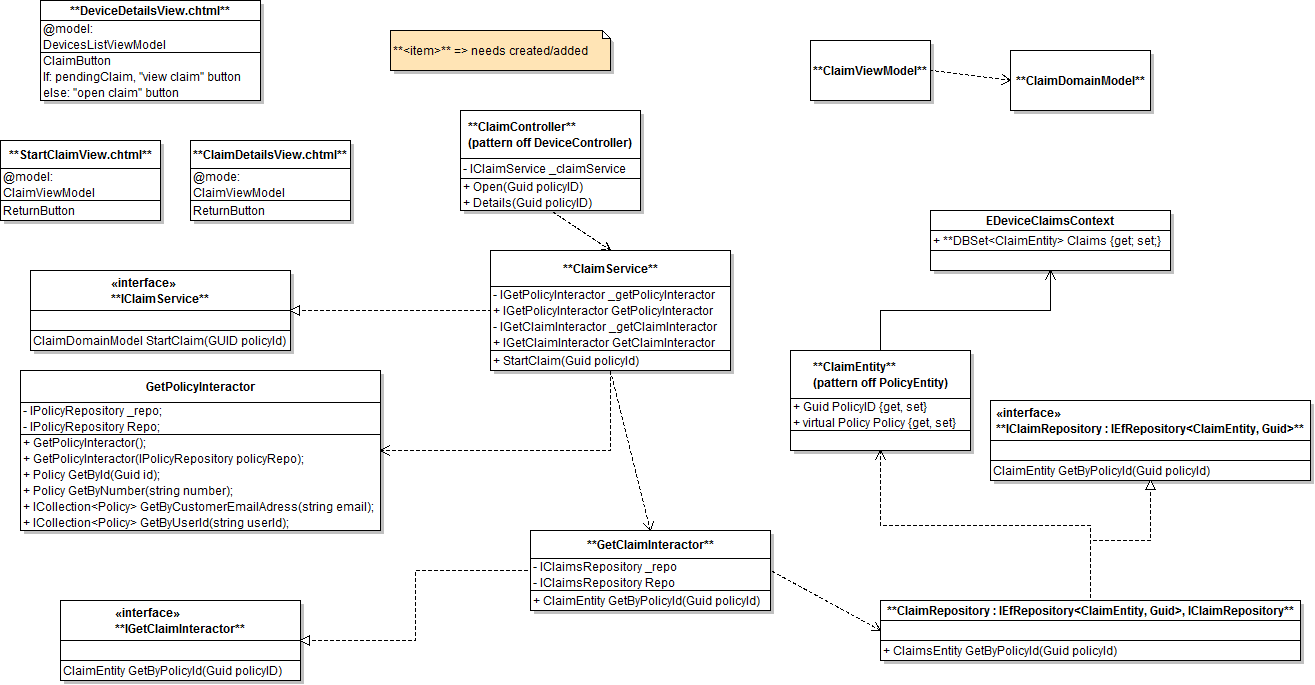 **DeviceDetailsView.chtml**
@model:
DevicesListViewModel
ClaimButton
If: pendingClaim, "view claim" button
else: "open claim" button
**<item>** => needs created/added
**ClaimViewModel**
**ClaimDomainModel**
**StartClaimView.chtml**
@model:
ClaimViewModel
ReturnButton
**ClaimDetailsView.chtml**
@mode:
ClaimViewModel
ReturnButton
**ClaimController**
(pattern off DeviceController)
- IClaimService _claimService
+ Open(Guid policyID)
+ Details(Guid policyID)
EDeviceClaimsContext
+ **DBSet<ClaimEntity> Claims {get; set;}
«interface»
**IClaimService**
ClaimDomainModel StartClaim(GUID policyId)
**ClaimService**
- IGetPolicyInteractor _getPolicyInteractor
+ IGetPolicyInteractor GetPolicyInteractor
- IGetClaimInteractor _getClaimInteractor
+ IGetClaimInteractor GetClaimInteractor
+ StartClaim(Guid policyId)
GetPolicyInteractor
- IPolicyRepository _repo;
- IPolicyRepository Repo;
+ GetPolicyInteractor();
+ GetPolicyInteractor(IPolicyRepository policyRepo);
+ Policy GetById(Guid id);
+ Policy GetByNumber(string number);
+ ICollection<Policy> GetByCustomerEmailAdress(string email);
+ ICollection<Policy> GetByUserId(string userId);
**ClaimEntity**
(pattern off PolicyEntity)
+ Guid PolicyID {get, set}
+ virtual Policy Policy {get, set}
«interface»
**IClaimRepository : IEfRepository<ClaimEntity, Guid>**
ClaimEntity GetByPolicyId(Guid policyId)
**GetClaimInteractor**
- IClaimsRepository _repo
- IClaimsRepository Repo
+ ClaimEntity GetByPolicyId(Guid policyId)
«interface»
**IGetClaimInteractor**
ClaimEntity GetByPolicyId(Guid policyID)
**ClaimRepository : IEfRepository<ClaimEntity, Guid>, IClaimRepository**
+ ClaimsEntity GetByPolicyId(Guid policyId)